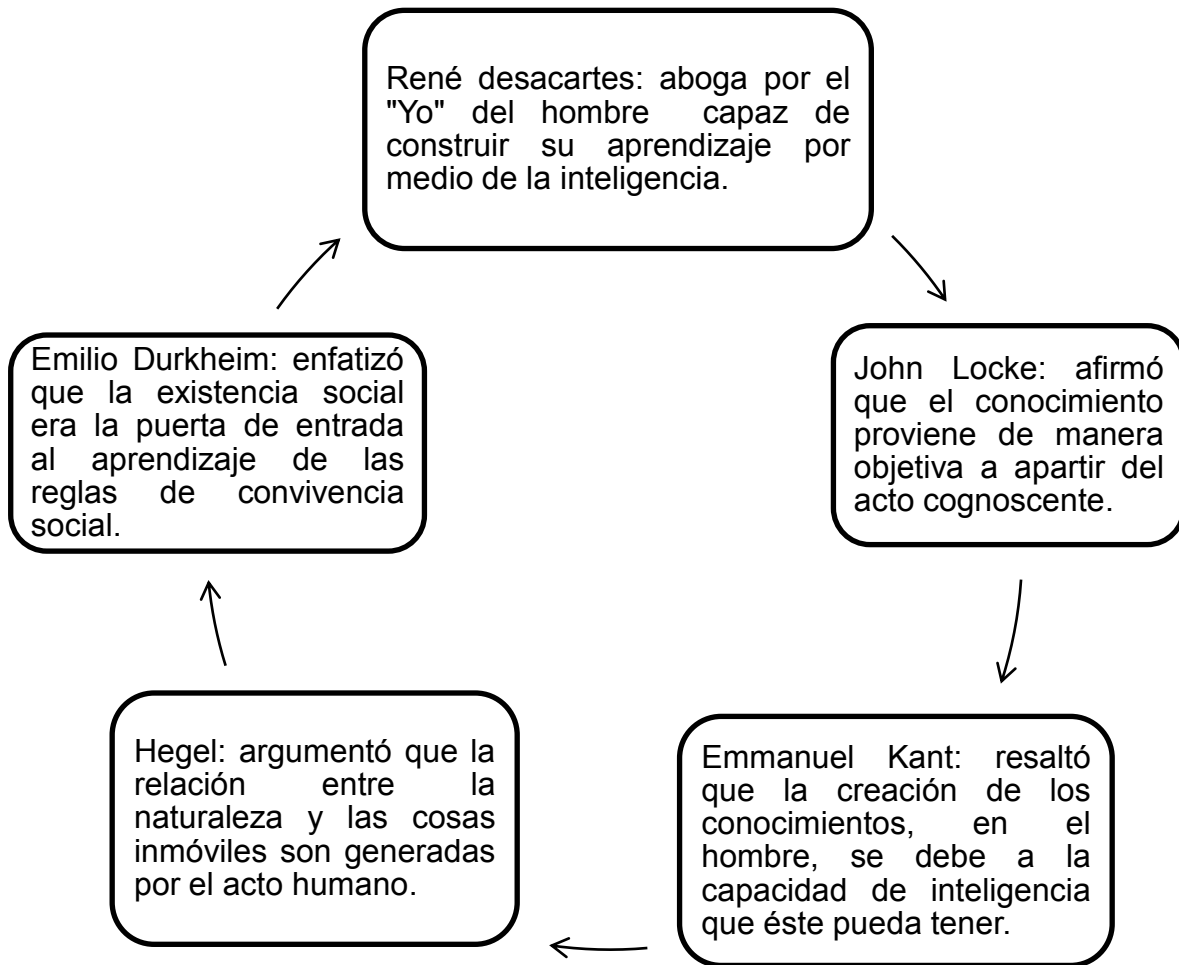 René desacartes: aboga por el
"Yo" del hombre capaz de
construir su aprendizaje por
medio de la inteligencia.
John Locke: afirmó
que el conocimiento
proviene de manera
objetiva a apartir del
acto cognoscente.
Emmanuel Kant: resaltó
que la creación de los
conocimientos, en el
hombre, se debe a la
capacidad de inteligencia
que éste pueda tener.
Hegel: argumentó que la
relación entre la
naturaleza y las cosas
inmóviles son generadas
por el acto humano.
Emilio Durkheim: enfatizó
que la existencia social
era la puerta de entrada
al aprendizaje de las
reglas de convivencia
social.